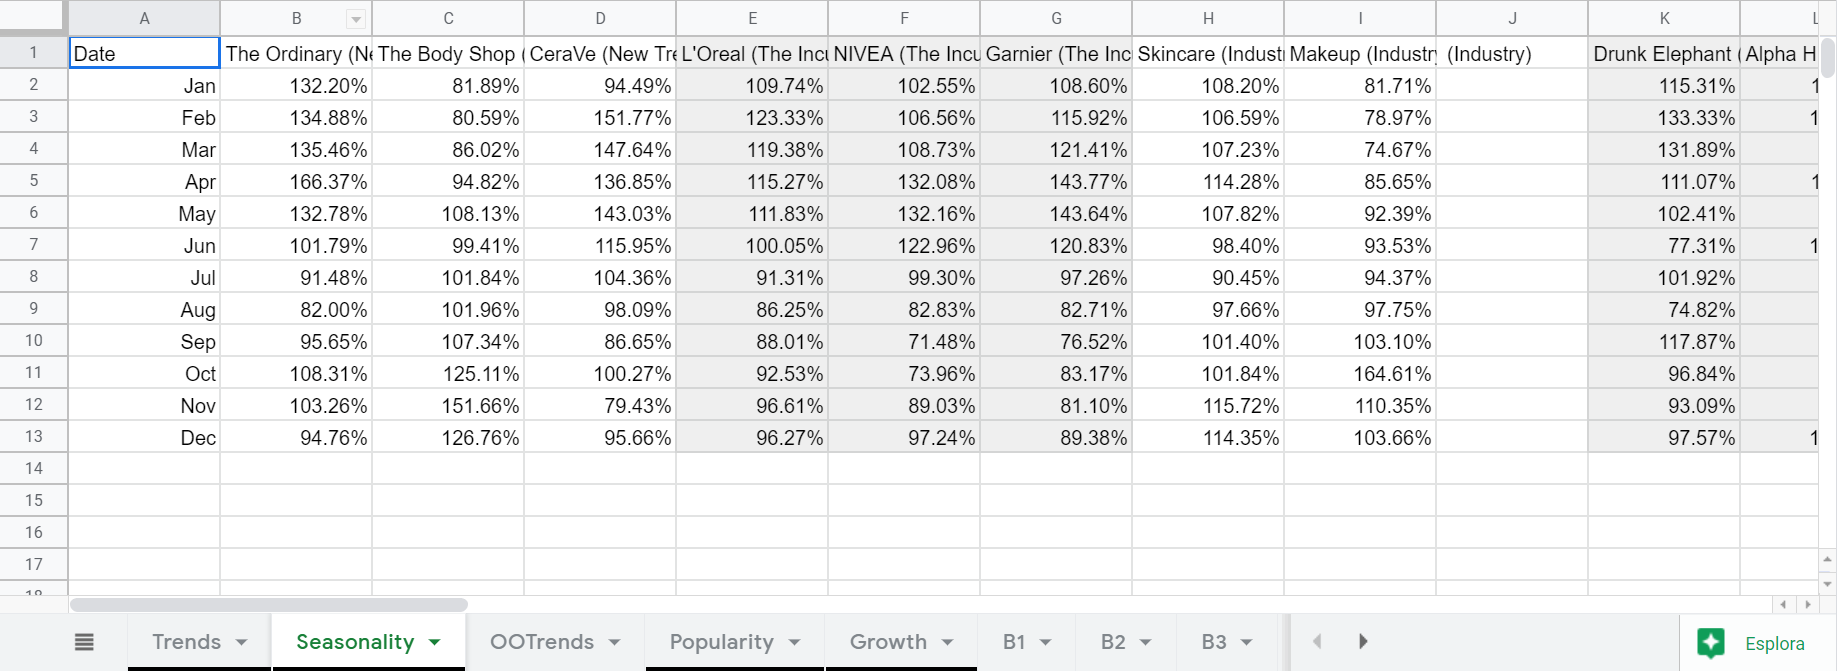 A B C D E F G H I J K L
1 Date The Ordinary (Ne The Body Shop ( CeraVe (New Tre L'Oreal (The Incu NIVEA (The Incu Garnier (The Inc Skincare (Industr Makeup (Industry (Industry) Drunk Elephant ( Alpha H
2 Jan 132.20% 81.89% 94.49% 109.74% 102.55% 108.60% 108.20% 81.71% 115.31% 1
3 Feb 134.88% 80.59% 151.77% 123.33% 106.56% 115.92% 106.59% 78.97% 133.33% 1
4 Mar 135.46% 86.02% 147.64% 119.38% 108.73% 121.41% 107.23% 74.67% 131.89%
5 Apr 166.37% 94.82% 136.85% 115.27% 132.08% 143.77% 114.28% 85.65% 111.07% 1
6 May 132.78% 108.13% 143.03% 111.83% 132.16% 143.64% 107.82% 92.39% 102.41%
7 Jun 101.79% 99.41% 115.95% 100.05% 122.96% 120.83% 98.40% 93.53% 77.31% 1
8 Jul 91.48% 101.84% 104.36% 91.31% 99.30% 97.26% 90.45% 94.37% 101.92%
9 Aug 82.00% 101.96% 98.09% 86.25% 82.83% 82.71% 97.66% 97.75% 74.82%
10 Sep 95.65% 107.34% 86.65% 88.01% 71.48% 76.52% 101.40% 103.10% 117.87%
11 Oct 108.31% 125.11% 100.27% 92.53% 73.96% 83.17% 101.84% 164.61% 96.84%
12 Nov 103.26% 151.66% 79.43% 96.61% 89.03% 81.10% 115.72% 110.35% 93.09%
13 Dec 94.76% 126.76% 95.66% 96.27% 97.24% 89.38% 114.35% 103.66% 97.57% 1
14
15
16
17
18
Trends Seasonality OOTrends Popularity Growth B1 B2 B3 Esplora